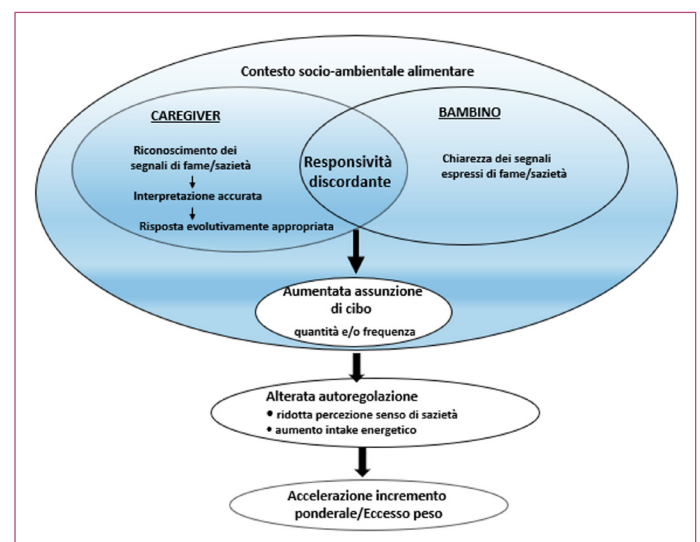 Contesto socio-ambientale alimentare
CAREGIVER
Riconoscimento dei
segnali di fame/sazietà
Interpretazione accurata
Risposta evolutivamente appropriata
Responsività
discordante
BAMBINO
Chiarezza dei segnali
espressi di fame/sazietà
Aumentata assunzione
di cibo
quantità e/o frequenza
Alterata autoregolazione
• ridotta percezione senso di sazietà
• aumento intake energetico
Accelerazione incremento
ponderale/Eccesso peso